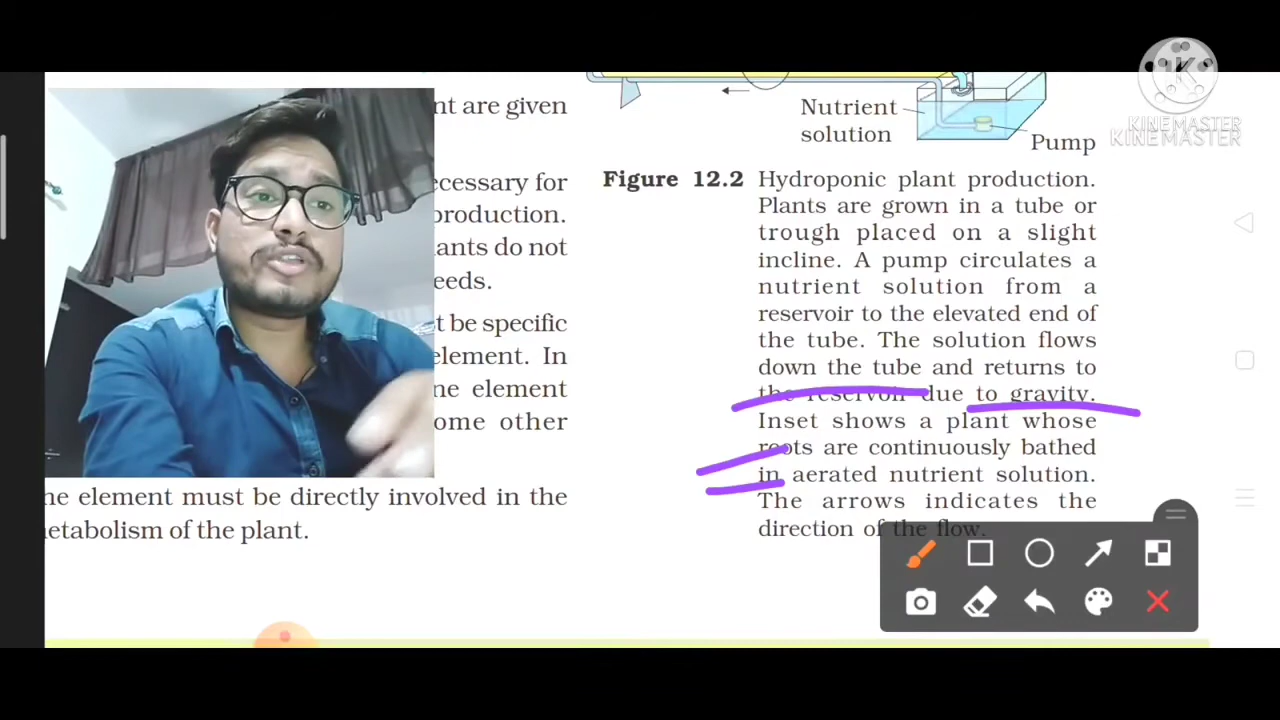 nt are given
ecessary for
production.
ants do not
eeds.
t be specific
element. In
ne element
ome other
ne element must be directly involved in the
etabolism of the plant.
Nutrient
solution
Pump
Figure 12.2 Hydroponic plant production.
Plants are grown in a tube or
trough placed on a slight
incline. A pump circulates a
nutrient solution from a
reservoir to the elevated end of
the tube. The solution flows
down the tube and returns to
the reservoir due to gravity.
Inset shows a plant whose
roots are continuously bathed
in aerated nutrient solution.
The arrows indicates the
direction of the flow.
K
KINEMASTER
KINEMASTER